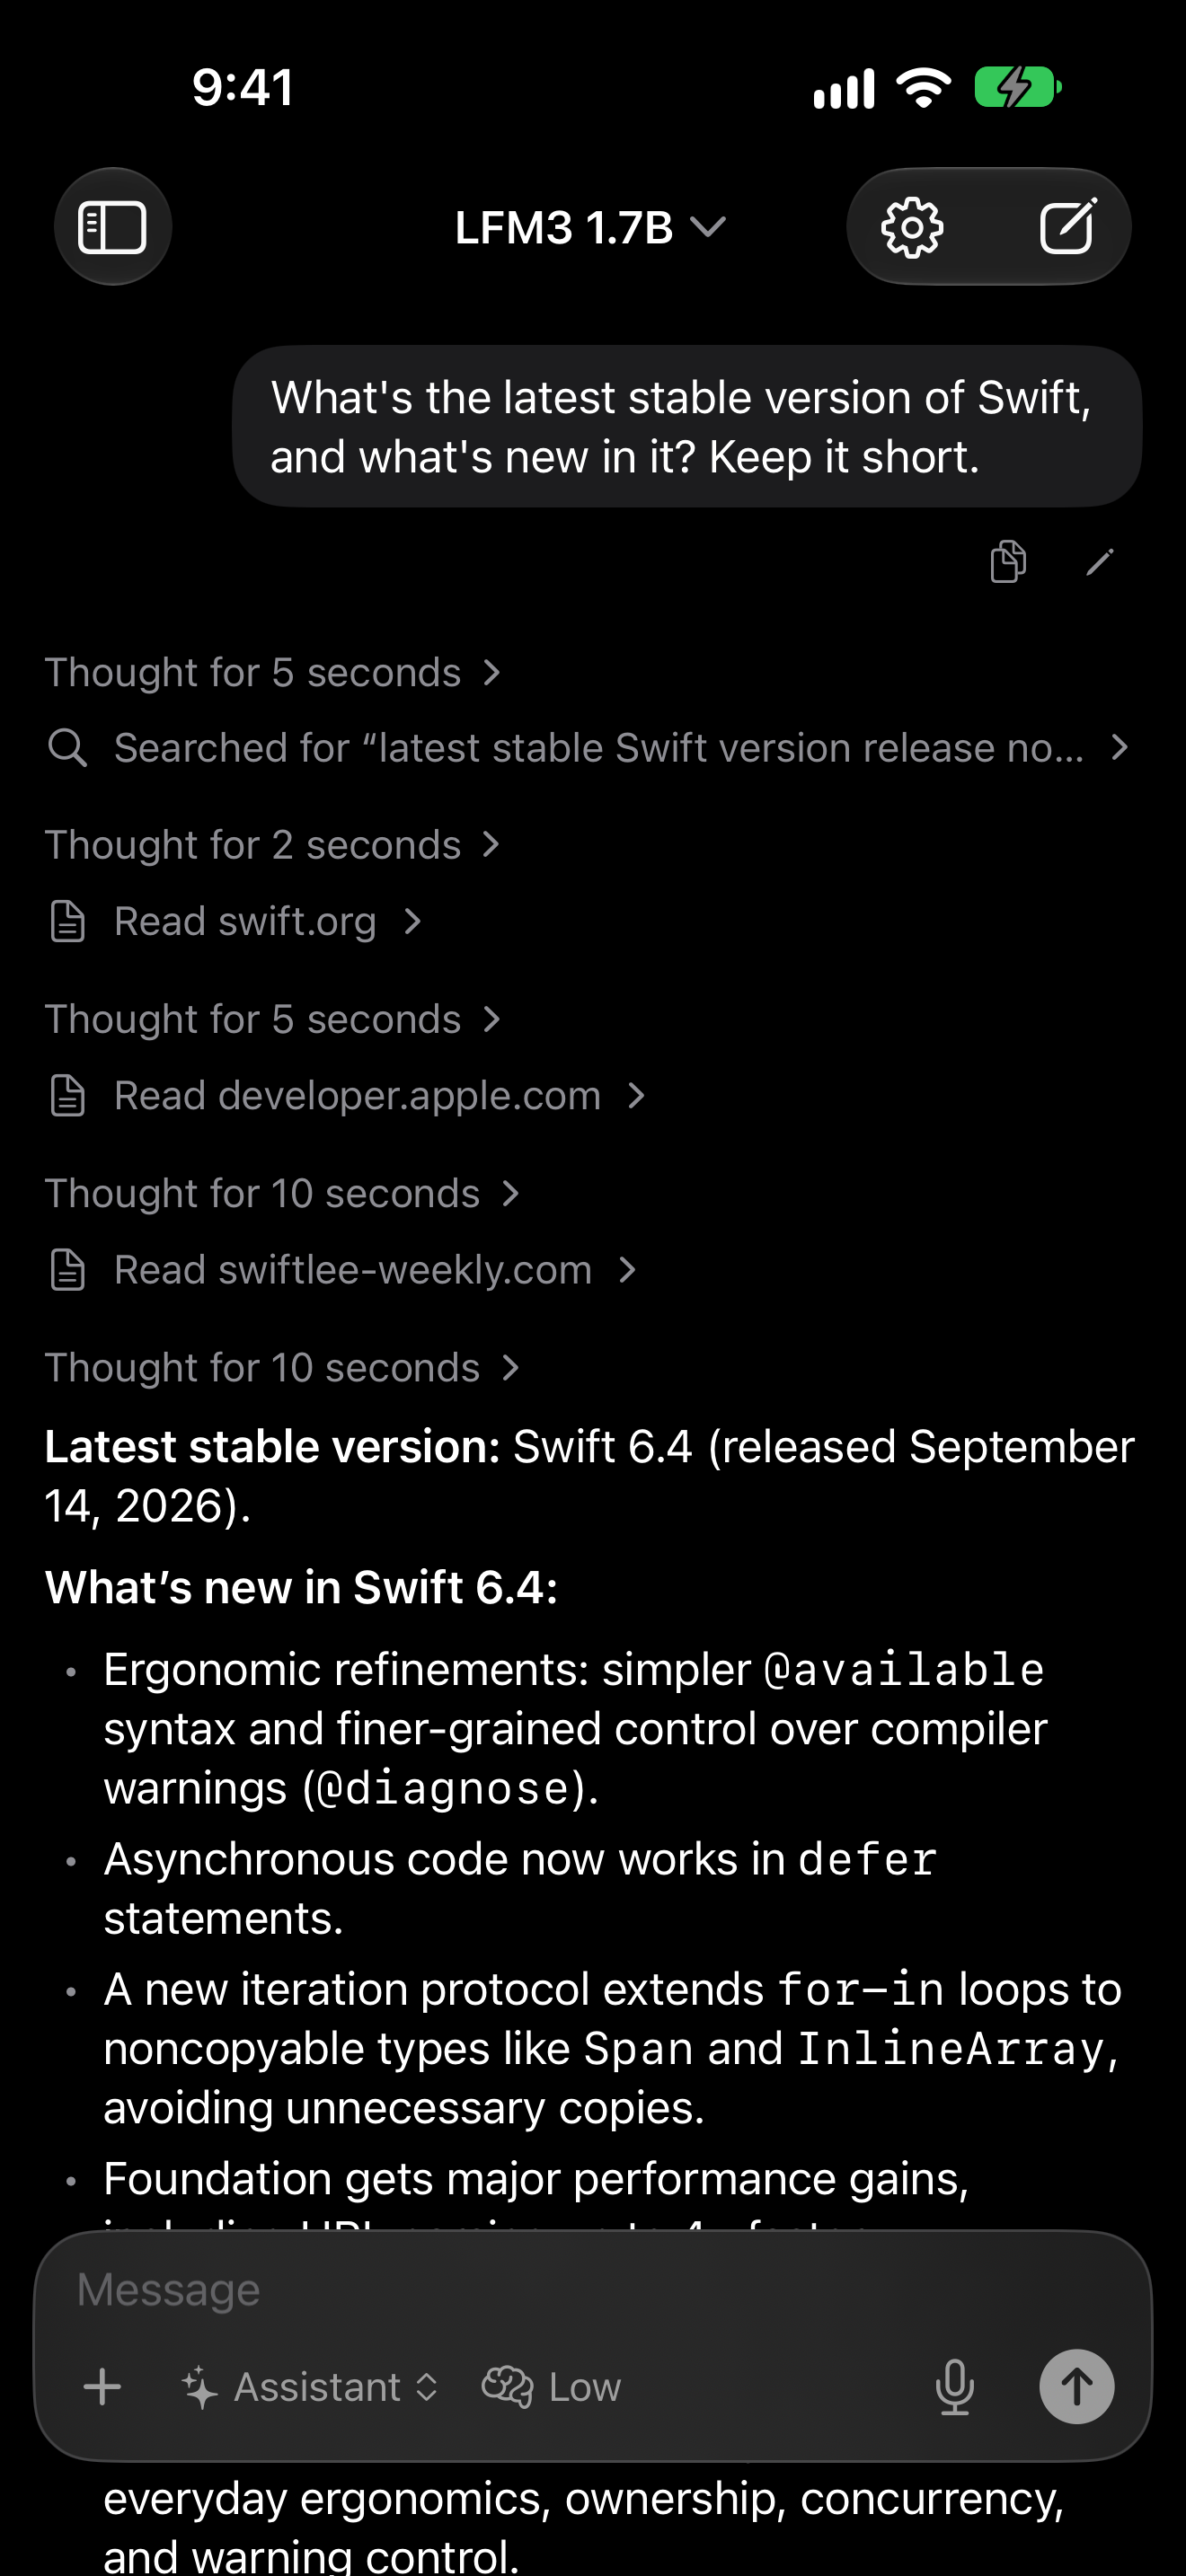 9:41
LFM3 1.7B
What's the latest stable version of Swift,
and what's new in it? Keep it short.
Thought for 5 seconds
Searched for “latest stable Swift version release no...
Thought for 2 seconds
Read swift.org
Thought for 5 seconds
Read developer.apple.com
Thought for 10 seconds
Read swiftlee-weekly.com
Thought for 10 seconds
Latest stable version: Swift 6.4 (released September
14, 2026).
What’s new in Swift 6.4:
• Ergonomic refinements: simpler @available
syntax and finer-grained control over compiler
warnings (@diagnose).
• Asynchronous code now works in defer
statements.
• A new iteration protocol extends for-in loops to
noncopyable types like Span and InlineArray,
avoiding unnecessary copies.
• Foundation gets major performance gains,
Message
Assistant
Low
everyday ergonomics, ownership, concurrency,
and warning control.